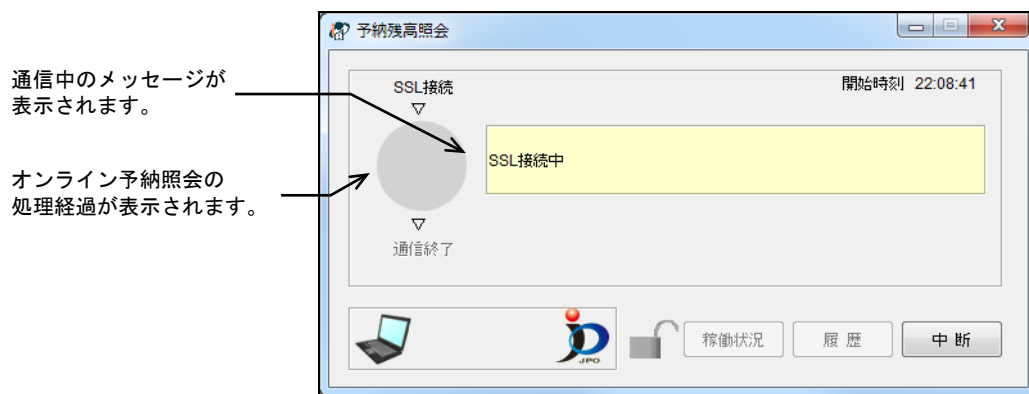 予納残高照会
通信中のメッセージが
表示されます。
オンライン予納照会の
処理経過が表示されます。
SSL接続
▽
開始時刻 22:08:41
SSL接続中
▽
通信終了
JPO
稼働状況
履 歴
中 断